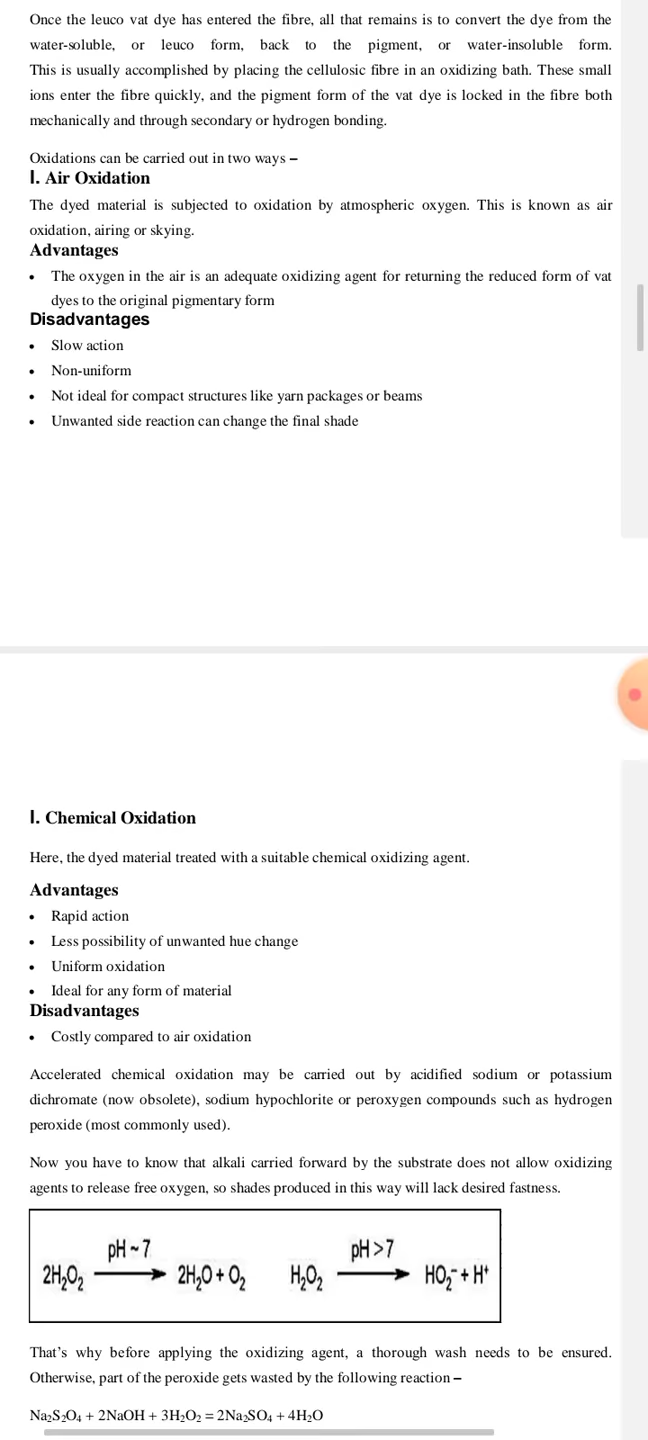 Once the leuco vat dye has entered the fibre, all that remains is to convert the dye from the
water-soluble, or leuco form, back to the pigment, or water-insoluble form.
This is usually accomplished by placing the cellulosic fibre in an oxidizing bath. These small
ions enter the fibre quickly, and the pigment form of the vat dye is locked in the fibre both
mechanically and through secondary or hydrogen bonding.
Oxidations can be carried out in two ways –
I. Air Oxidation
The dyed material is subjected to oxidation by atmospheric oxygen. This is known as air
oxidation, airing or skying.
Advantages
• The oxygen in the air is an adequate oxidizing agent for returning the reduced form of vat
dyes to the original pigmentary form
Disadvantages
• Slow action
• Non-uniform
• Not ideal for compact structures like yarn packages or beams
• Unwanted side reaction can change the final shade
I. Chemical Oxidation
Here, the dyed material treated with a suitable chemical oxidizing agent.
Advantages
• Rapid action
• Less possibility of unwanted hue change
• Uniform oxidation
• Ideal for any form of material
Disadvantages
• Costly compared to air oxidation
Accelerated chemical oxidation may be carried out by acidified sodium or potassium
dichromate (now obsolete), sodium hypochlorite or peroxygen compounds such as hydrogen
peroxide (most commonly used).
Now you have to know that alkali carried forward by the substrate does not allow oxidizing
agents to release free oxygen, so shades produced in this way will lack desired fastness.
pH ~ 7 pH >7
2H₂O₂ → 2H₂O + O₂ H₂O₂ → HO₂⁻ + H⁺
That's why before applying the oxidizing agent, a thorough wash needs to be ensured.
Otherwise, part of the peroxide gets wasted by the following reaction –
Na₂S₂O₄ + 2NaOH + 3H₂O₂ = 2Na₂SO₄ + 4H₂O